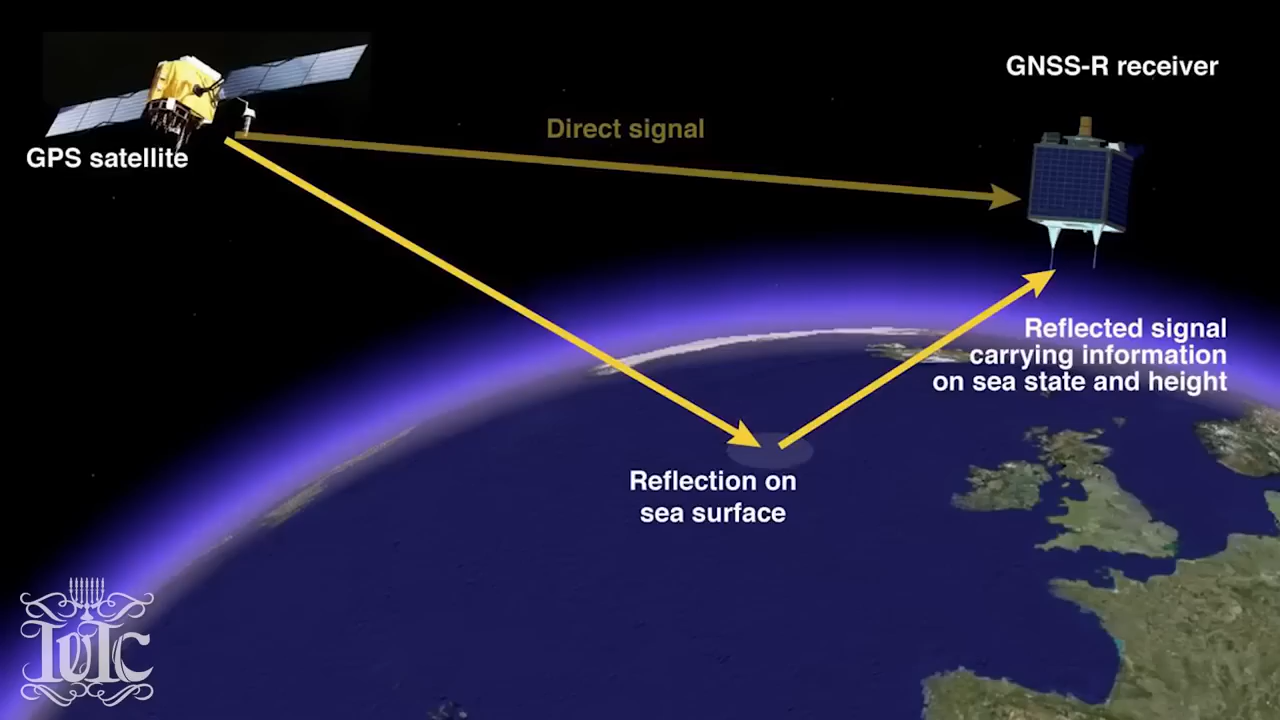 GNSS-R receiver
Direct signal
GPS satellite
Reflected signal
carrying information
on sea state and height
Reflection on
sea surface
IUIC